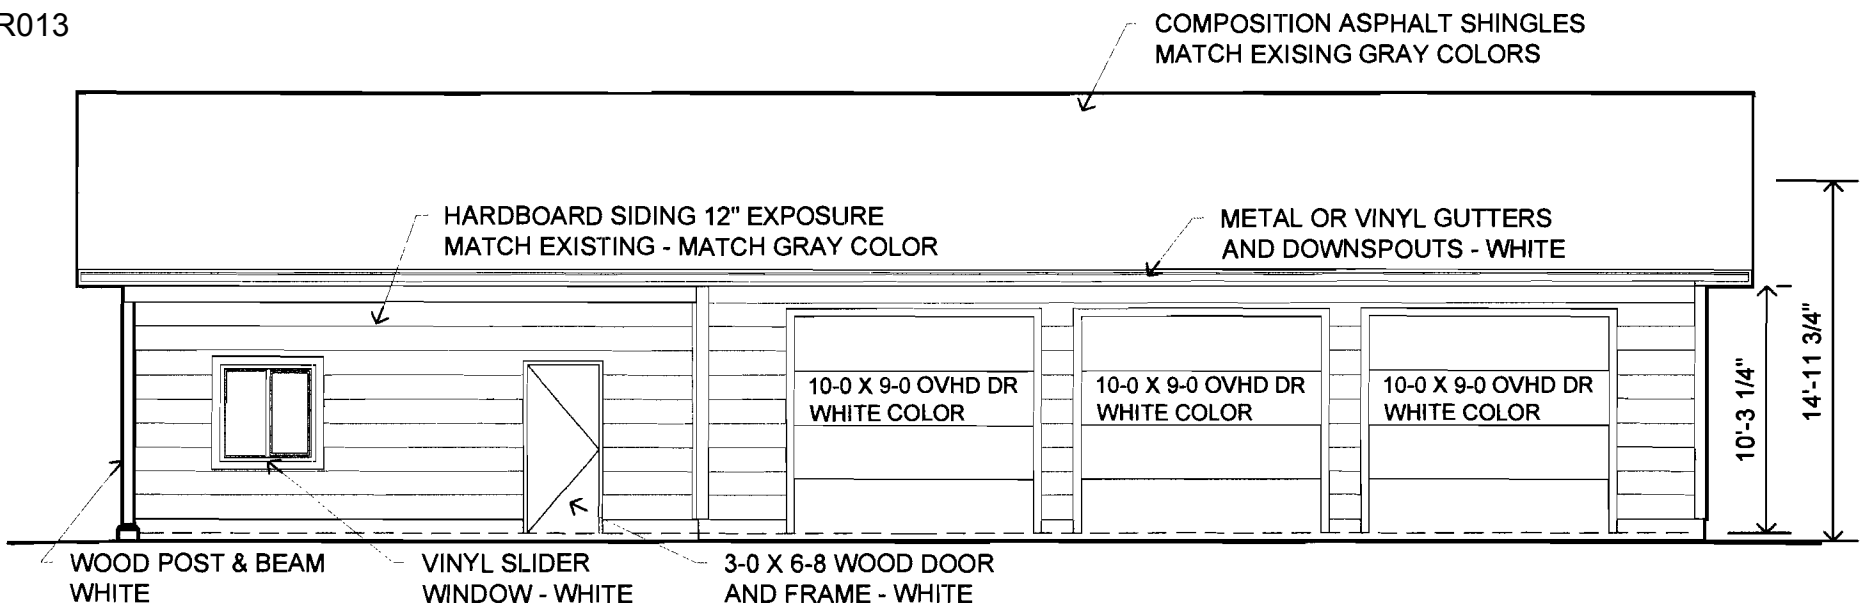 R013
COMPOSITION ASPHALT SHINGLES
MATCH EXISING GRAY COLORS
HARDBOARD SIDING 12" EXPOSURE
MATCH EXISTING - MATCH GRAY COLOR
METAL OR VINYL GUTTERS
AND DOWNSPOUTS - WHITE
10-0 X 9-0 OVHD DR
WHITE COLOR
10-0 X 9-0 OVHD DR
WHITE COLOR
10-0 X 9-0 OVHD DR
WHITE COLOR
10'-3 1/4"
14'-11 3/4"
WOOD POST & BEAM
WHITE
VINYL SLIDER
WINDOW - WHITE
3-0 X 6-8 WOOD DOOR
AND FRAME - WHITE